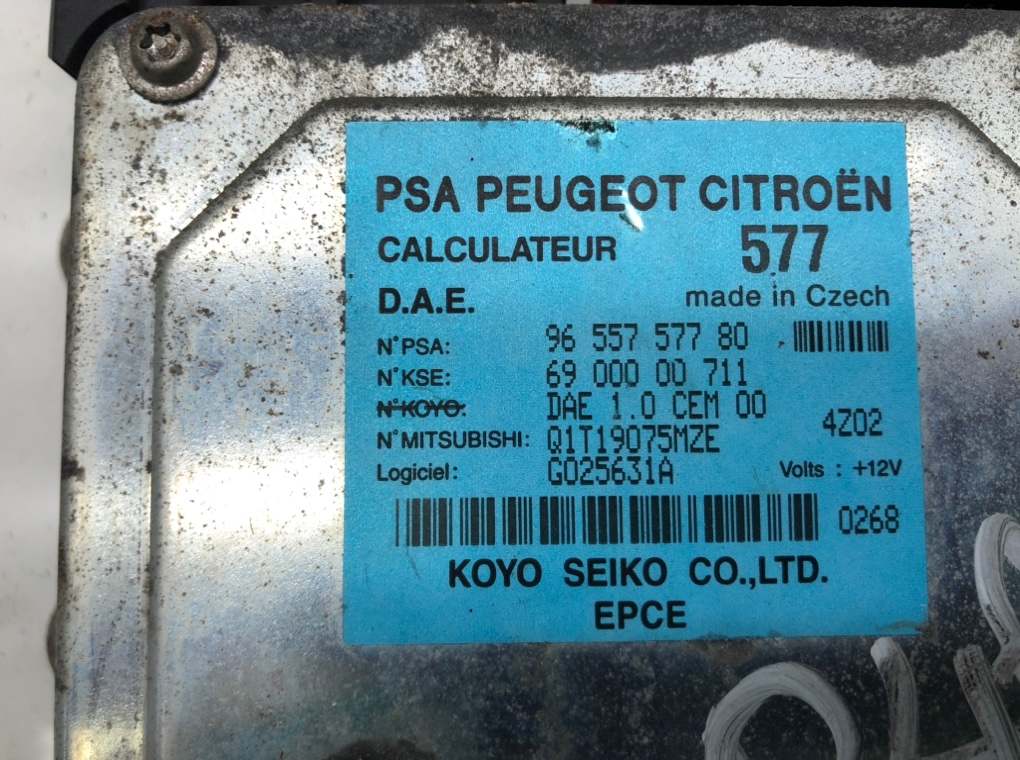 PSA PEUGEOT CITROËN
CALCULATEUR 577
D.A.E. made in Czech
N°PSA: 96 557 577 80
N°KSE: 69 000 00 711
N°KOYO: DAE 1.0 CEM 00
N°MITSUBISHI: Q1T19075MZE 4Z02
Logiciel: G025631A Volts : +12V
0268
KOYO SEIKO CO.,LTD.
EPCE